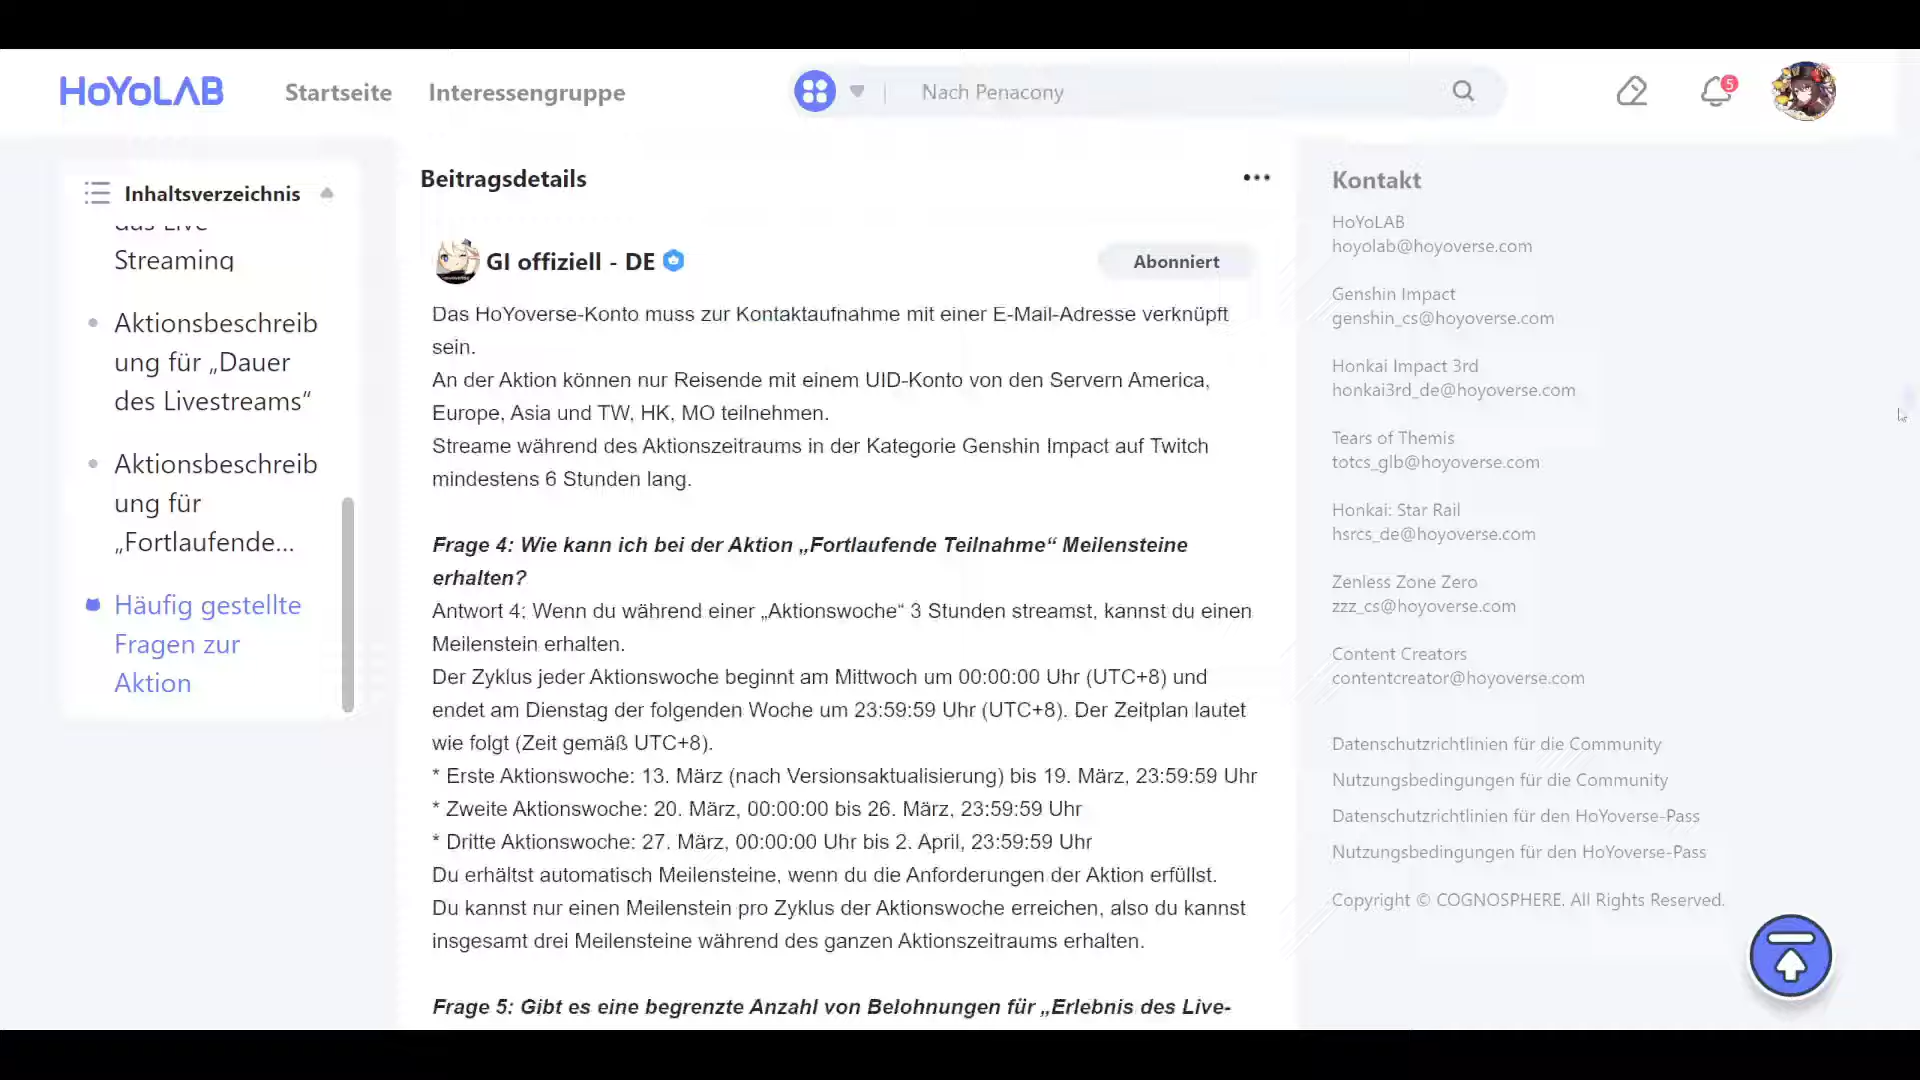 HoYoLAB
Startseite
Interessengruppe
Nach Penacony
5
Inhaltsverzeichnis
das Live
Streaming
Aktionsbeschreib
ung für „Dauer
des Livestreams“
Aktionsbeschreib
ung für
„Fortlaufende...
Häufig gestellte
Fragen zur
Aktion
Beitragsdetails
GI offiziell - DE
Abonniert
Das HoYoverse-Konto muss zur Kontaktaufnahme mit einer E-Mail-Adresse verknüpft
sein.
An der Aktion können nur Reisende mit einem UID-Konto von den Servern America,
Europe, Asia und TW, HK, MO teilnehmen.
Streame während des Aktionszeitraums in der Kategorie Genshin Impact auf Twitch
mindestens 6 Stunden lang.
Frage 4: Wie kann ich bei der Aktion „Fortlaufende Teilnahme“ Meilensteine
erhalten?
Antwort 4: Wenn du während einer „Aktionswoche“ 3 Stunden streamst, kannst du einen
Meilenstein erhalten.
Der Zyklus jeder Aktionswoche beginnt am Mittwoch um 00:00:00 Uhr (UTC+8) und
endet am Dienstag der folgenden Woche um 23:59:59 Uhr (UTC+8). Der Zeitplan lautet
wie folgt (Zeit gemäß UTC+8).
* Erste Aktionswoche: 13. März (nach Versionsaktualisierung) bis 19. März, 23:59:59 Uhr
* Zweite Aktionswoche: 20. März, 00:00:00 bis 26. März, 23:59:59 Uhr
* Dritte Aktionswoche: 27. März, 00:00:00 Uhr bis 2. April, 23:59:59 Uhr
Du erhältst automatisch Meilensteine, wenn du die Anforderungen der Aktion erfüllst.
Du kannst nur einen Meilenstein pro Zyklus der Aktionswoche erreichen, also du kannst
insgesamt drei Meilensteine während des ganzen Aktionszeitraums erhalten.
Frage 5: Gibt es eine begrenzte Anzahl von Belohnungen für „Erlebnis des Live-
Kontakt
HoYoLAB
hoyolab@hoyoverse.com
Genshin Impact
genshin_cs@hoyoverse.com
Honkai Impact 3rd
honkai3rd_de@hoyoverse.com
Tears of Themis
totcs_glb@hoyoverse.com
Honkai: Star Rail
hsrcs_de@hoyoverse.com
Zenless Zone Zero
zzz_cs@hoyoverse.com
Content Creators
contentcreator@hoyoverse.com
Datenschutzrichtlinien für die Community
Nutzungsbedingungen für die Community
Datenschutzrichtlinien für den HoYoverse-Pass
Nutzungsbedingungen für den HoYoverse-Pass
Copyright © COGNOSPHERE. All Rights Reserved.